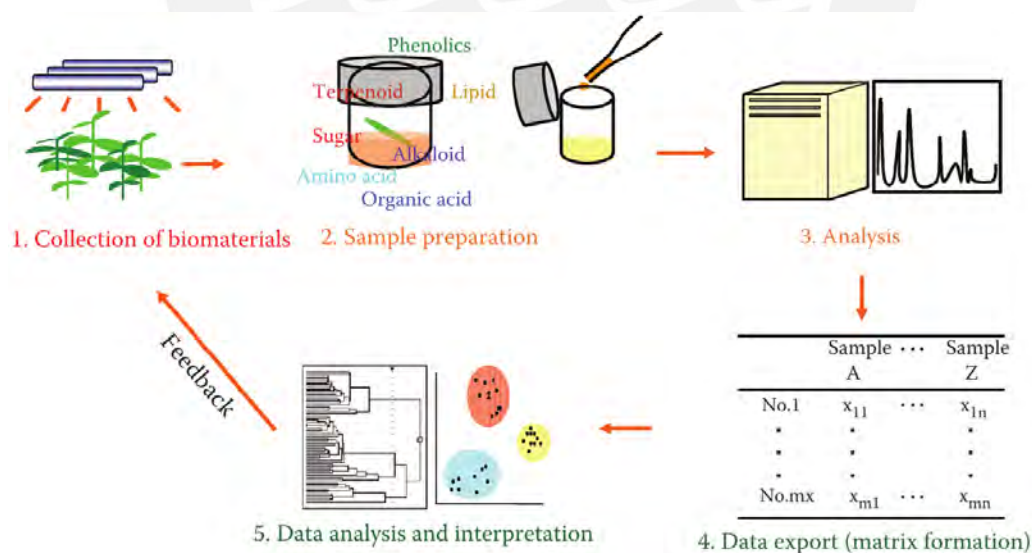 Phenolics
Terpenoid
Lipid
Sugar
Alkaloid
Amino acid
Organic acid
1. Collection of biomaterials
2. Sample preparation
3. Analysis
Sample ··· Sample
A Z
No.1 x11 ··· x1n
No.mx xm1 ··· xmn
4. Data export (matrix formation)
5. Data analysis and interpretation
Feedback